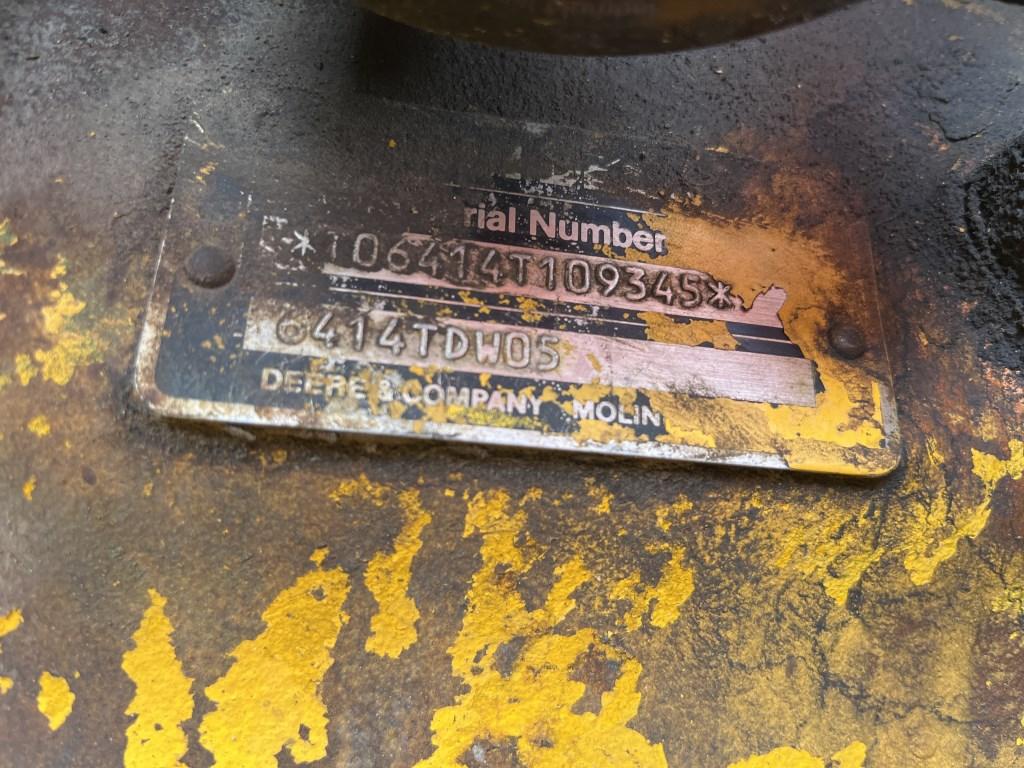 rial Number
*T06414T109345*
6414TDW05
DEERE & COMPANY MOLIN